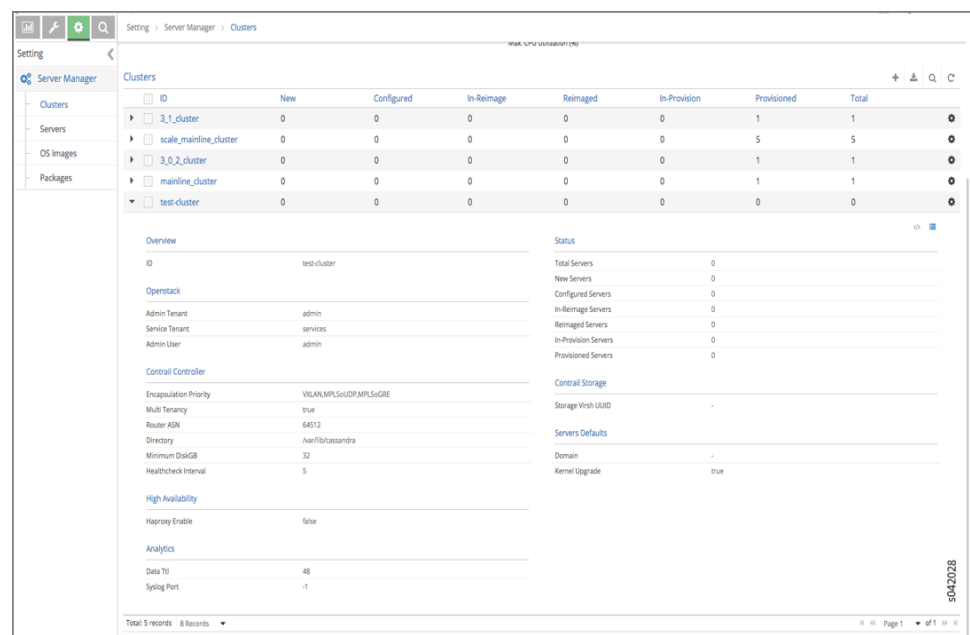 Setting > Server Manager > Clusters
Setting
Max. CPU Utilization (%)
Server Manager
Clusters
Servers
OS Images
Packages
Clusters
ID New Configured In-Reimage Reimaged In-Provision Provisioned Total
3_1_cluster 0 0 0 0 0 1 1
scale_mainline_cluster 0 0 0 0 0 5 5
3_0_2_cluster 0 0 0 0 0 1 1
mainline_cluster 0 0 0 0 0 1 1
test-cluster 0 0 0 0 0 0 0
Overview
ID test-cluster
Openstack
Admin Tenant admin
Service Tenant services
Admin User admin
Contrail Controller
Encapsulation Priority VXLAN,MPLSoUDP,MPLSoGRE
Multi Tenancy true
Router ASN 64512
Directory /var/lib/cassandra
Minimum DiskGB 32
Healthcheck Interval 5
High Availability
Haproxy Enable false
Analytics
Data Ttl 48
Syslog Port -1
</> 
Status
Total Servers 0
New Servers 0
Configured Servers 0
In-Reimage Servers 0
Reimaged Servers 0
In-Provision Servers 0
Provisioned Servers 0
Contrail Storage
Storage Virsh UUID -
Servers Defaults
Domain -
Kernel Upgrade true
s042028
Total: 5 records 8 Records Page 1 of 1